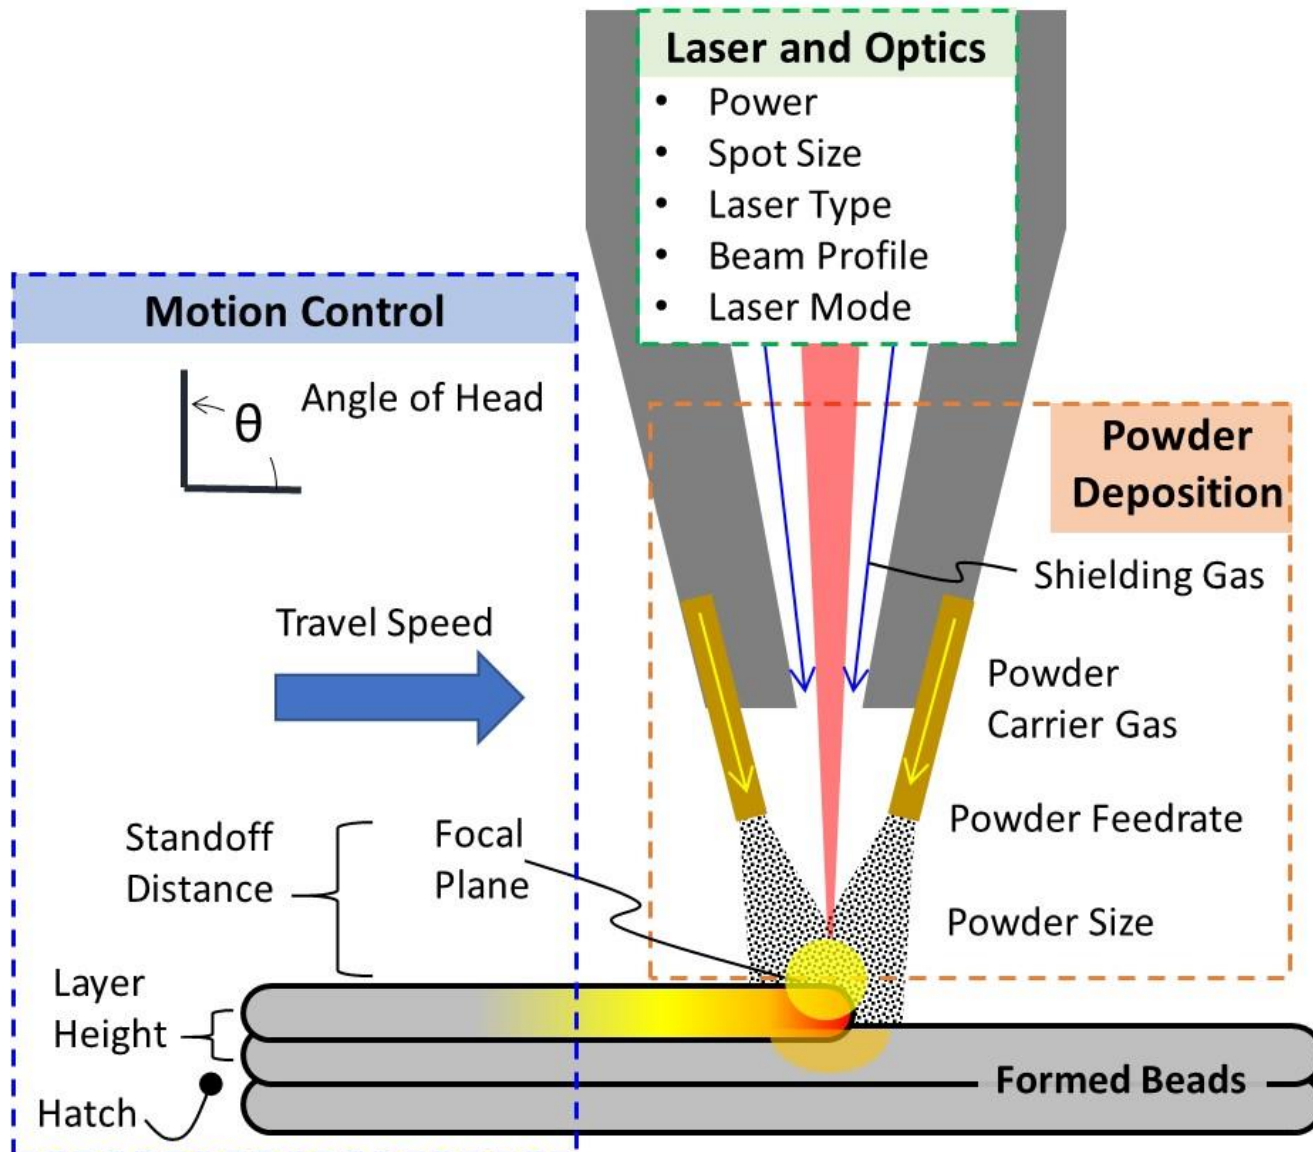 Laser and Optics
• Power
• Spot Size
• Laser Type
• Beam Profile
• Laser Mode
Motion Control
Angle of Head
θ
Powder
Deposition
Shielding Gas
Travel Speed
Powder
Carrier Gas
Powder Feedrate
Standoff
Distance
Focal
Plane
Powder Size
Layer
Height
Hatch
Formed Beads